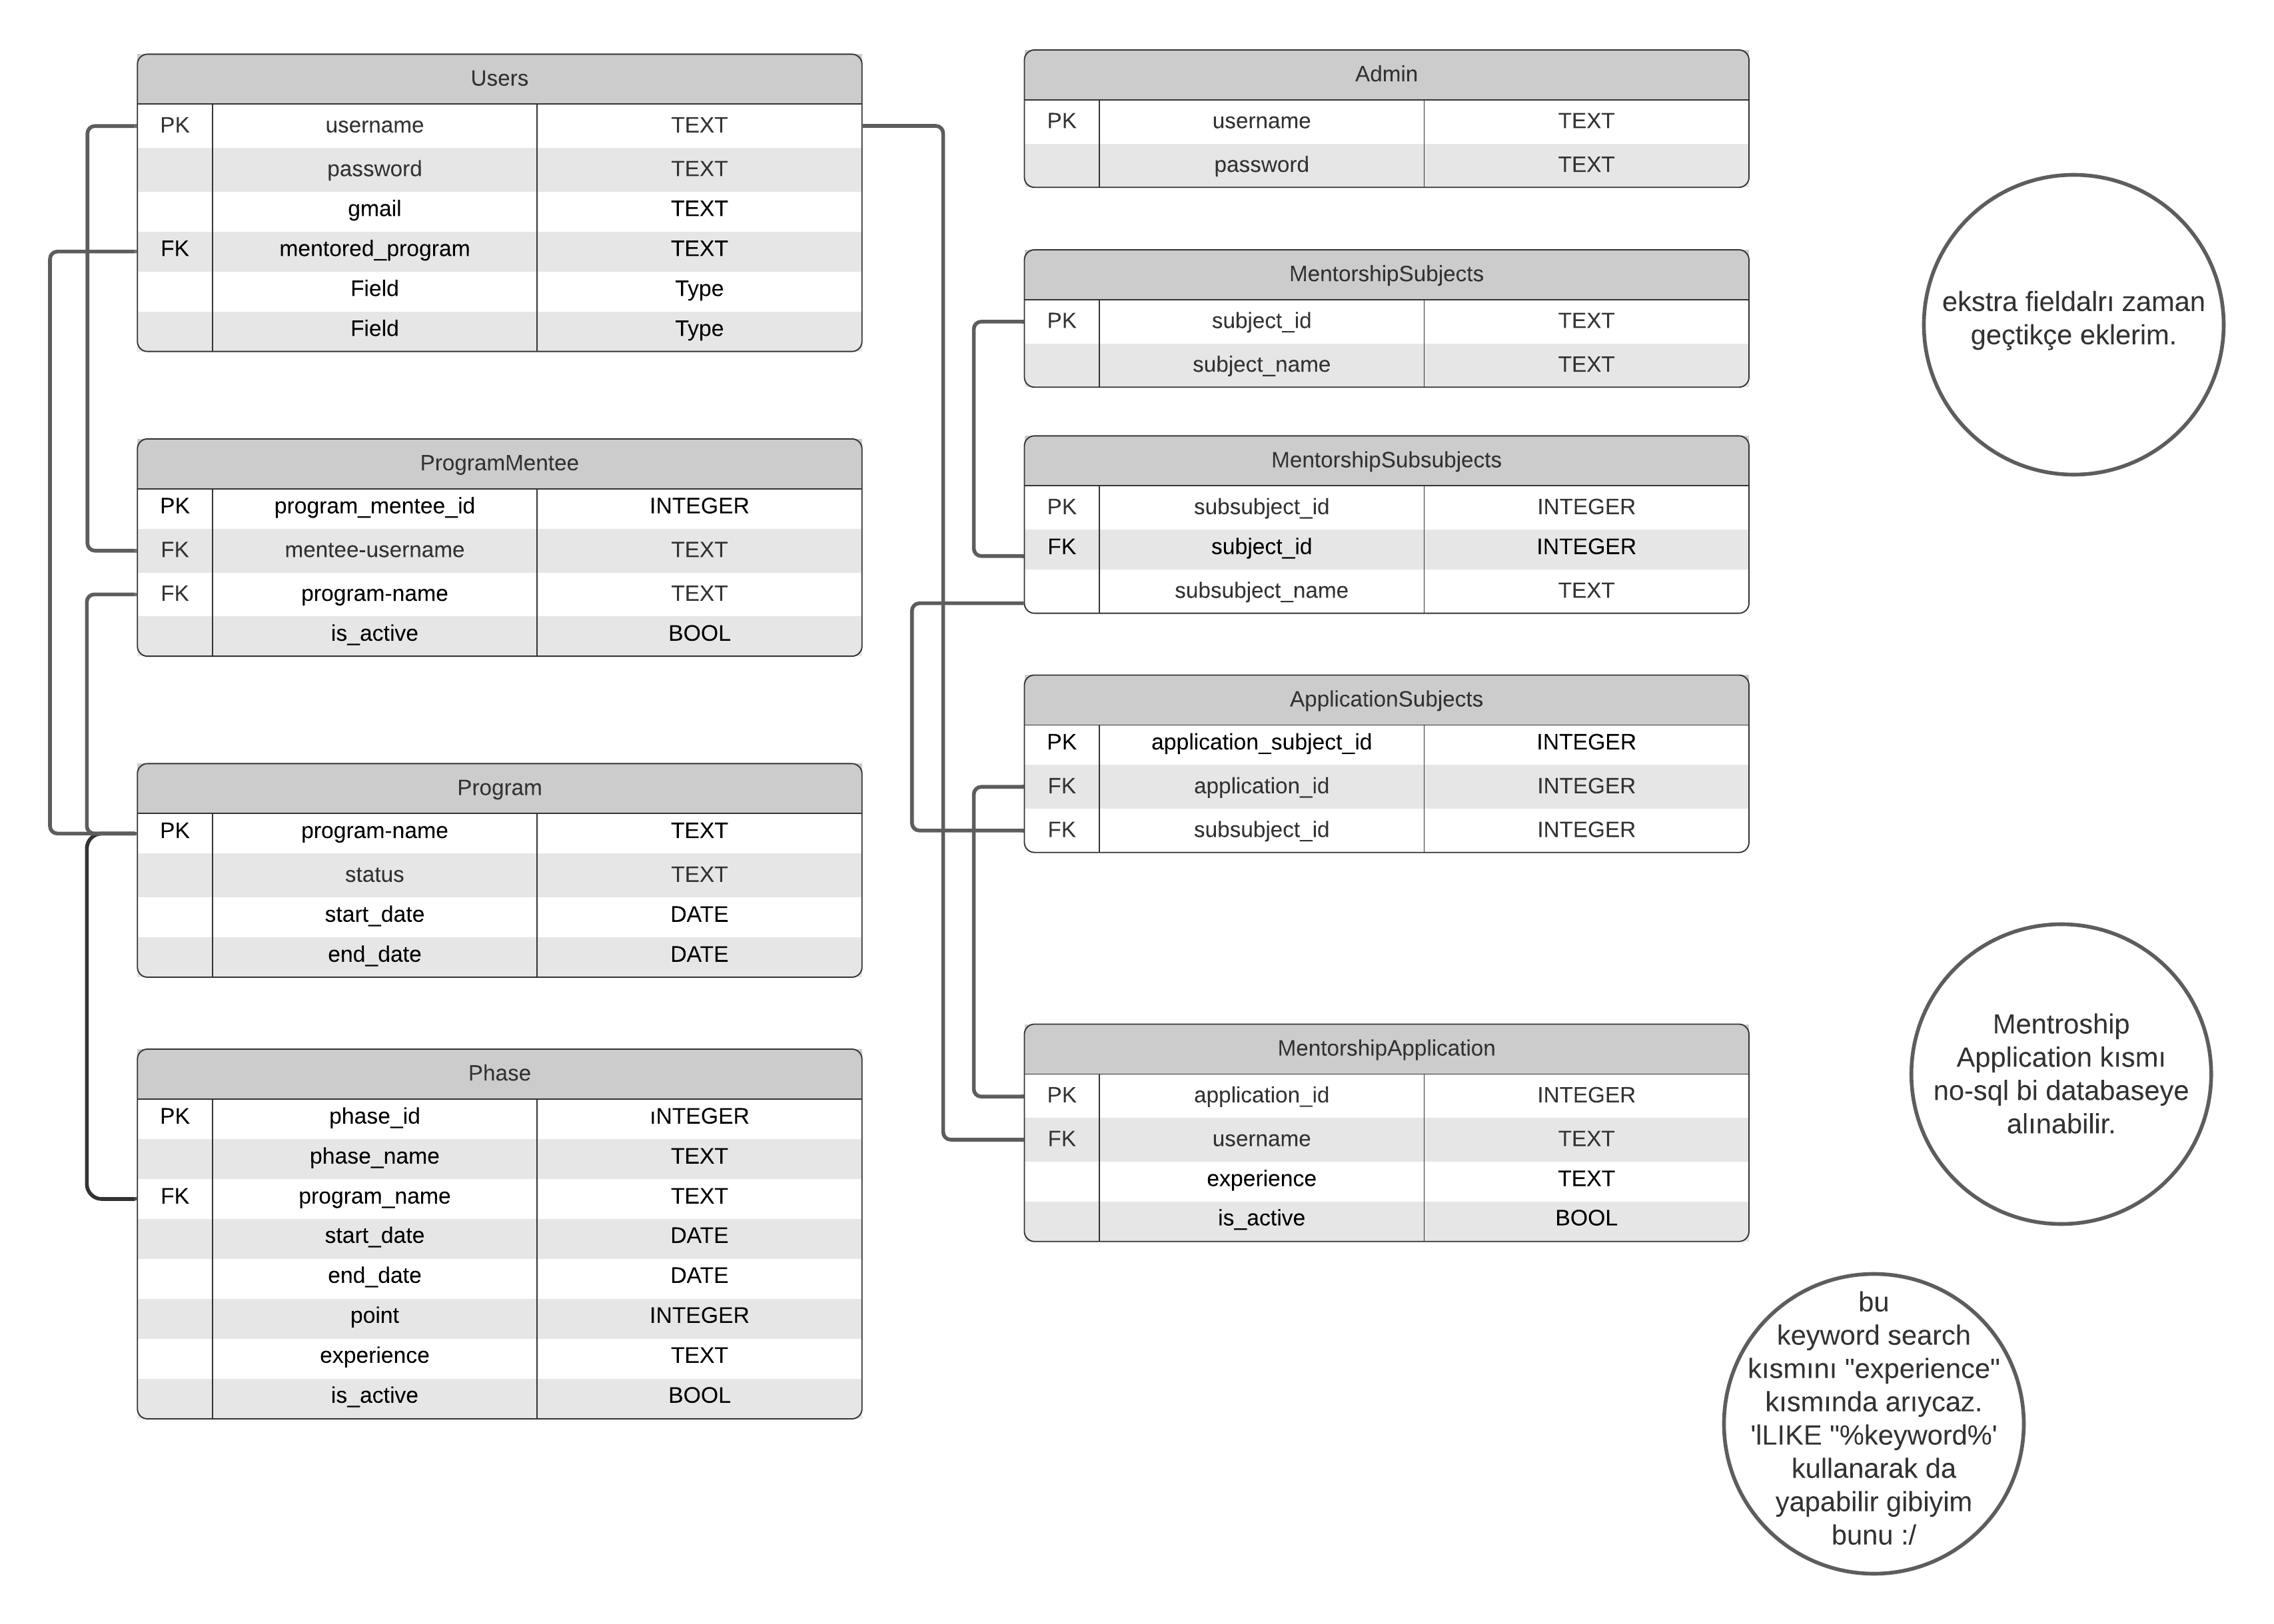 Users
PK username TEXT
password TEXT
gmail TEXT
FK mentored_program TEXT
Field Type
Field Type
ProgramMentee
PK program_mentee_id INTEGER
FK mentee-username TEXT
FK program-name TEXT
is_active BOOL
Program
PK program-name TEXT
status TEXT
start_date DATE
end_date DATE
Phase
PK phase_id ıNTEGER
phase_name TEXT
FK program_name TEXT
start_date DATE
end_date DATE
point INTEGER
experience TEXT
is_active BOOL
Admin
PK username TEXT
password TEXT
MentorshipSubjects
PK subject_id TEXT
subject_name TEXT
MentorshipSubsubjects
PK subsubject_id INTEGER
FK subject_id INTEGER
subsubject_name TEXT
ApplicationSubjects
PK application_subject_id INTEGER
FK application_id INTEGER
FK subsubject_id INTEGER
MentorshipApplication
PK application_id INTEGER
FK username TEXT
experience TEXT
is_active BOOL
ekstra fieldalrı zaman
geçtikçe eklerim.
Mentroship
Application kısmı
no-sql bi databaseye
alınabilir.
bu
keyword search
kısmını "experience"
kısmında arıycaz.
'lLIKE "%keyword%'
kullanarak da
yapabilir gibiyim
bunu :/